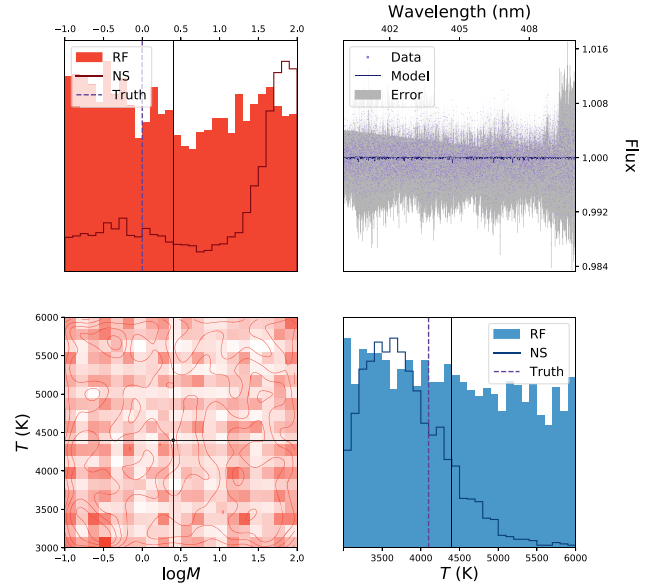 Wavelength (nm)
−1.0 −0.5 0.0 0.5 1.0 1.5 2.0
402 405 409
RF
NS
Truth
Data
Model
Error
1.016
1.008
1.000
0.992
0.984
Flux
6000
5500
5000
4500
4000
3500
3000
T (K)
−1.0 −0.5 0.0 0.5 1.0 1.5 2.0
logM
RF
NS
Truth
3500 4000 4500 5000 5500 6000
T (K)